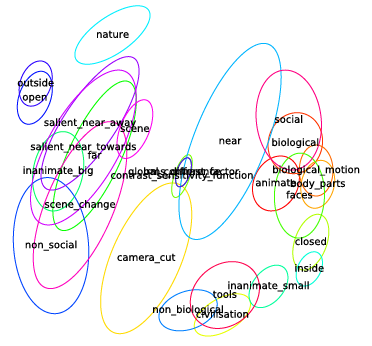 nature
outside
open
salient_near_away
scene
social
near
biological
salient_near_towards
far
inanimate_big
biological_motion
contrast_sensitivity_function
animate
body_parts
faces
scene_change
non_social
closed
camera_cut
inside
inanimate_small
tools
non_biological
civilisation